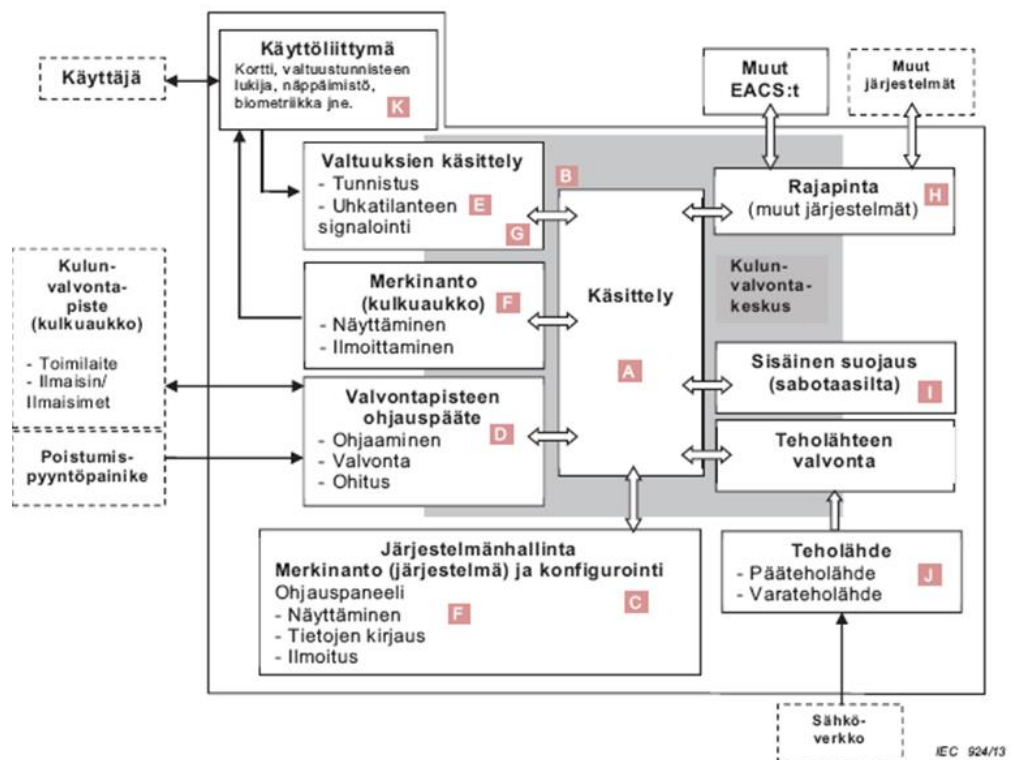 Käyttäjä
Käyttöliittymä
Kortti, valtuustunnisteen
lukija, näppäimistö,
biometriikka jne.
K
Muut
EACS:t
Muut
järjestelmät
Valtuuksien käsittely
- Tunnistus
- Uhkatilanteen
signalointi
E
G
B
Rajapinta
(muut järjestelmät)
H
Kulun-
valvonta-
piste
(kulkuaukko)
- Toimilaite
- Ilmaisin/
Ilmaisimet
Merkinanto
(kulkuaukko)
- Näyttäminen
- Ilmoittaminen
F
Käsittely
A
Kulun-
valvonta-
keskus
Sisäinen suojaus
(sabotaasilta)
I
Valvontapisteen
ohjauspääte
- Ohjaaminen
- Valvonta
- Ohitus
D
Teholähteen
valvonta
Poistumis-
pyyntöpainike
Järjestelmänhallinta
Merkinanto (järjestelmä) ja konfigurointi
Ohjauspaneeli
- Näyttäminen
- Tietojen kirjaus
- Ilmoitus
F
C
Teholähde
- Pääteholähde
- Varateholähde
J
Sähkö-
verkko
IEC 924/13